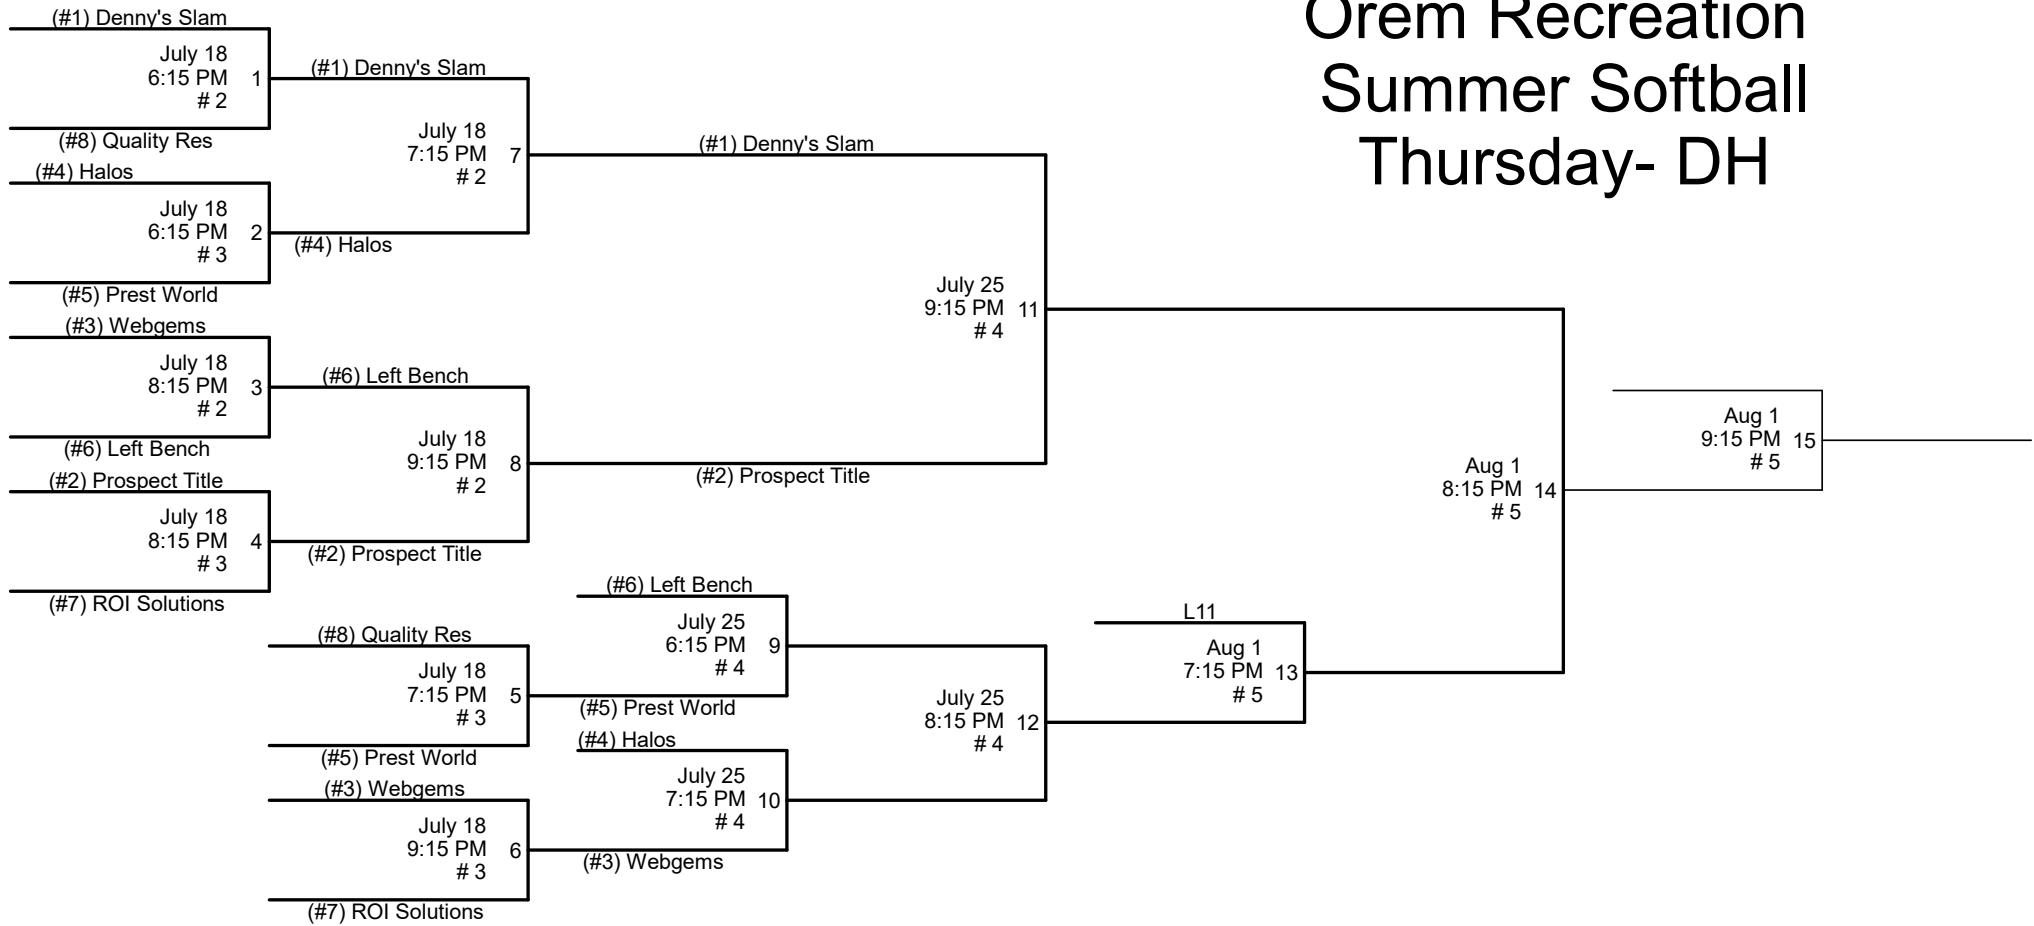 Orem Recreation
Summer Softball
Thursday- DH
(#1) Denny's Slam
July 18
6:15 PM 1
# 2
(#8) Quality Res
(#4) Halos
July 18
6:15 PM 2
# 3
(#5) Prest World
(#3) Webgems
July 18
8:15 PM 3
# 2
(#6) Left Bench
(#2) Prospect Title
July 18
8:15 PM 4
# 3
(#7) ROI Solutions
(#1) Denny's Slam
July 18
7:15 PM 7
# 2
(#4) Halos
(#6) Left Bench
July 18
9:15 PM 8
# 2
(#2) Prospect Title
(#8) Quality Res
July 18
7:15 PM 5
# 3
(#5) Prest World
(#3) Webgems
July 18
9:15 PM 6
# 3
(#7) ROI Solutions
(#6) Left Bench
July 25
6:15 PM 9
# 4
(#5) Prest World
(#4) Halos
July 25
7:15 PM 10
# 4
(#3) Webgems
(#1) Denny's Slam
July 25
9:15 PM 11
# 4
(#2) Prospect Title
July 25
8:15 PM 12
# 4
L11
Aug 1
7:15 PM 13
# 5
Aug 1
8:15 PM 14
# 5
Aug 1
9:15 PM 15
# 5